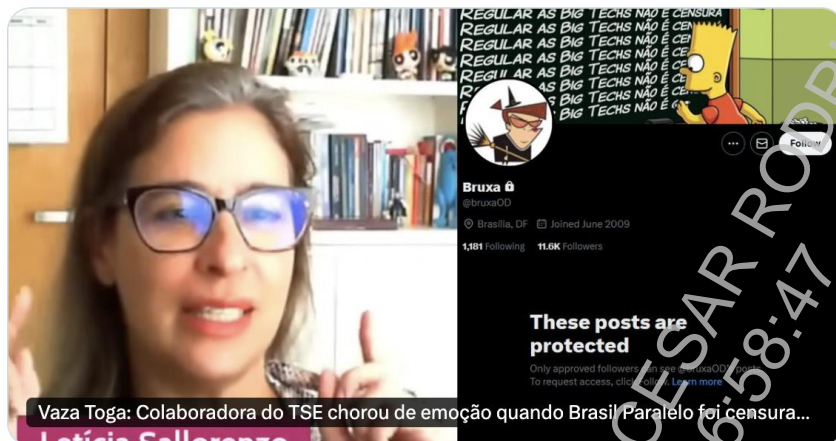 REGULAR AS BIG TECHS NÃO É CENSURA
REGULAR AS BIG TECHS NÃO É CEN
REGULAR AS BIG TECHS NÃO É CEN
REGULAR AS BIG TECHS NÃO É CE
REGULAR AS BIG TECHS NÃO É CE
AS BIG TECHS NÃO É
BIG TECHS NÃO É
Follow
Bruxa
@bruxaOD
Brasília, DF Joined June 2009
1,181 Following 11.6K Followers
These posts are
protected
Only approved followers can see @bruxaOD's posts.
To request access, click Follow. Learn more
Vaza Toga: Colaboradora do TSE chorou de emoção quando Brasil Paralelo foi censura...
Letícia Sallorenzo
CESAR RODR
6:58:47